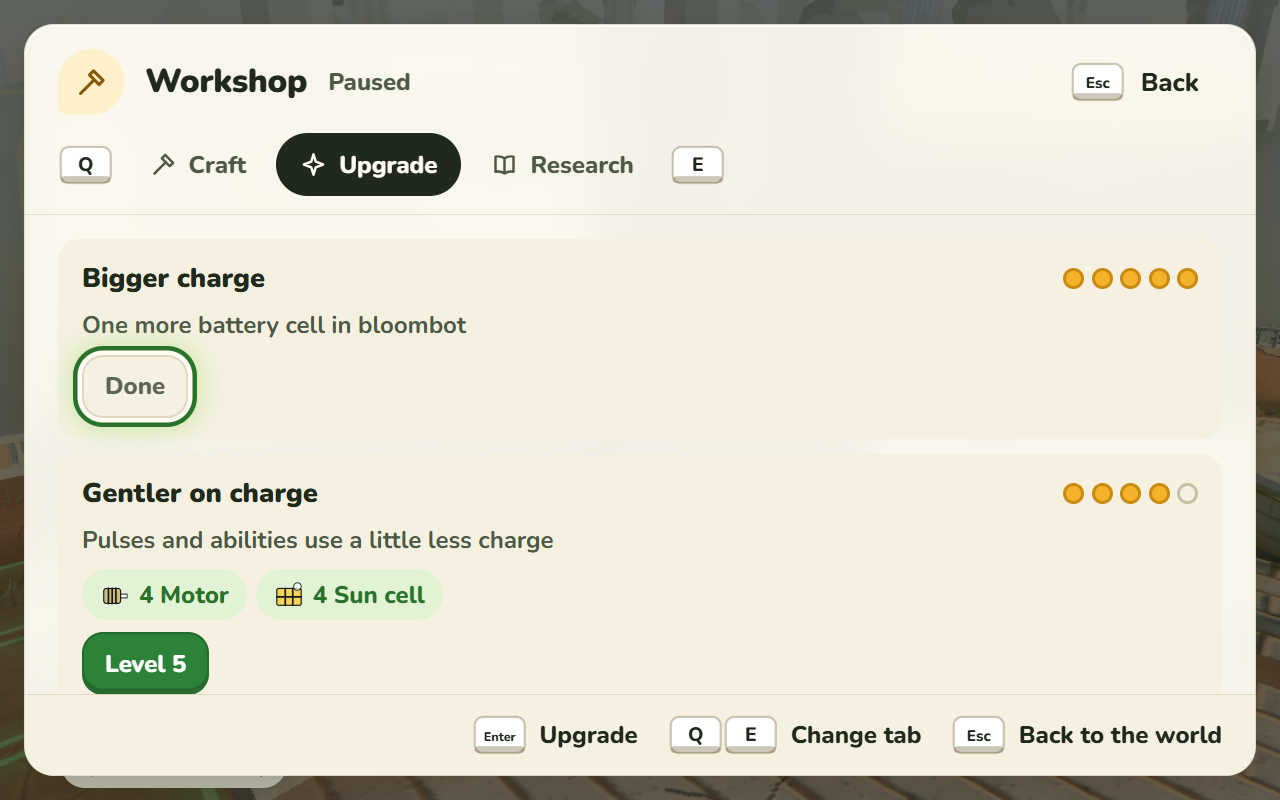 Workshop Paused Esc Back
Q Craft Upgrade Research E
Bigger charge
One more battery cell in bloombot
Done
Gentler on charge
Pulses and abilities use a little less charge
4 Motor 4 Sun cell
Level 5
Enter Upgrade Q E Change tab Esc Back to the world